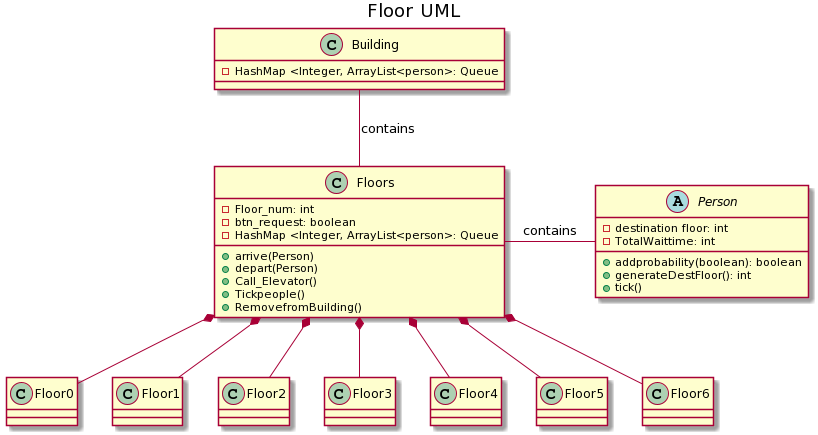 Floor UML
C Building
HashMap <Integer, ArrayList<person>: Queue
contains
C Floors
Floor_num: int
btn_request: boolean
HashMap <Integer, ArrayList<person>: Queue
arrive(Person)
depart(Person)
Call_Elevator()
Tickpeople()
RemovefromBuilding()
contains
A Person
destination floor: int
TotalWaittime: int
addprobability(boolean): boolean
generateDestFloor(): int
tick()
C Floor0
C Floor1
C Floor2
C Floor3
C Floor4
C Floor5
C Floor6